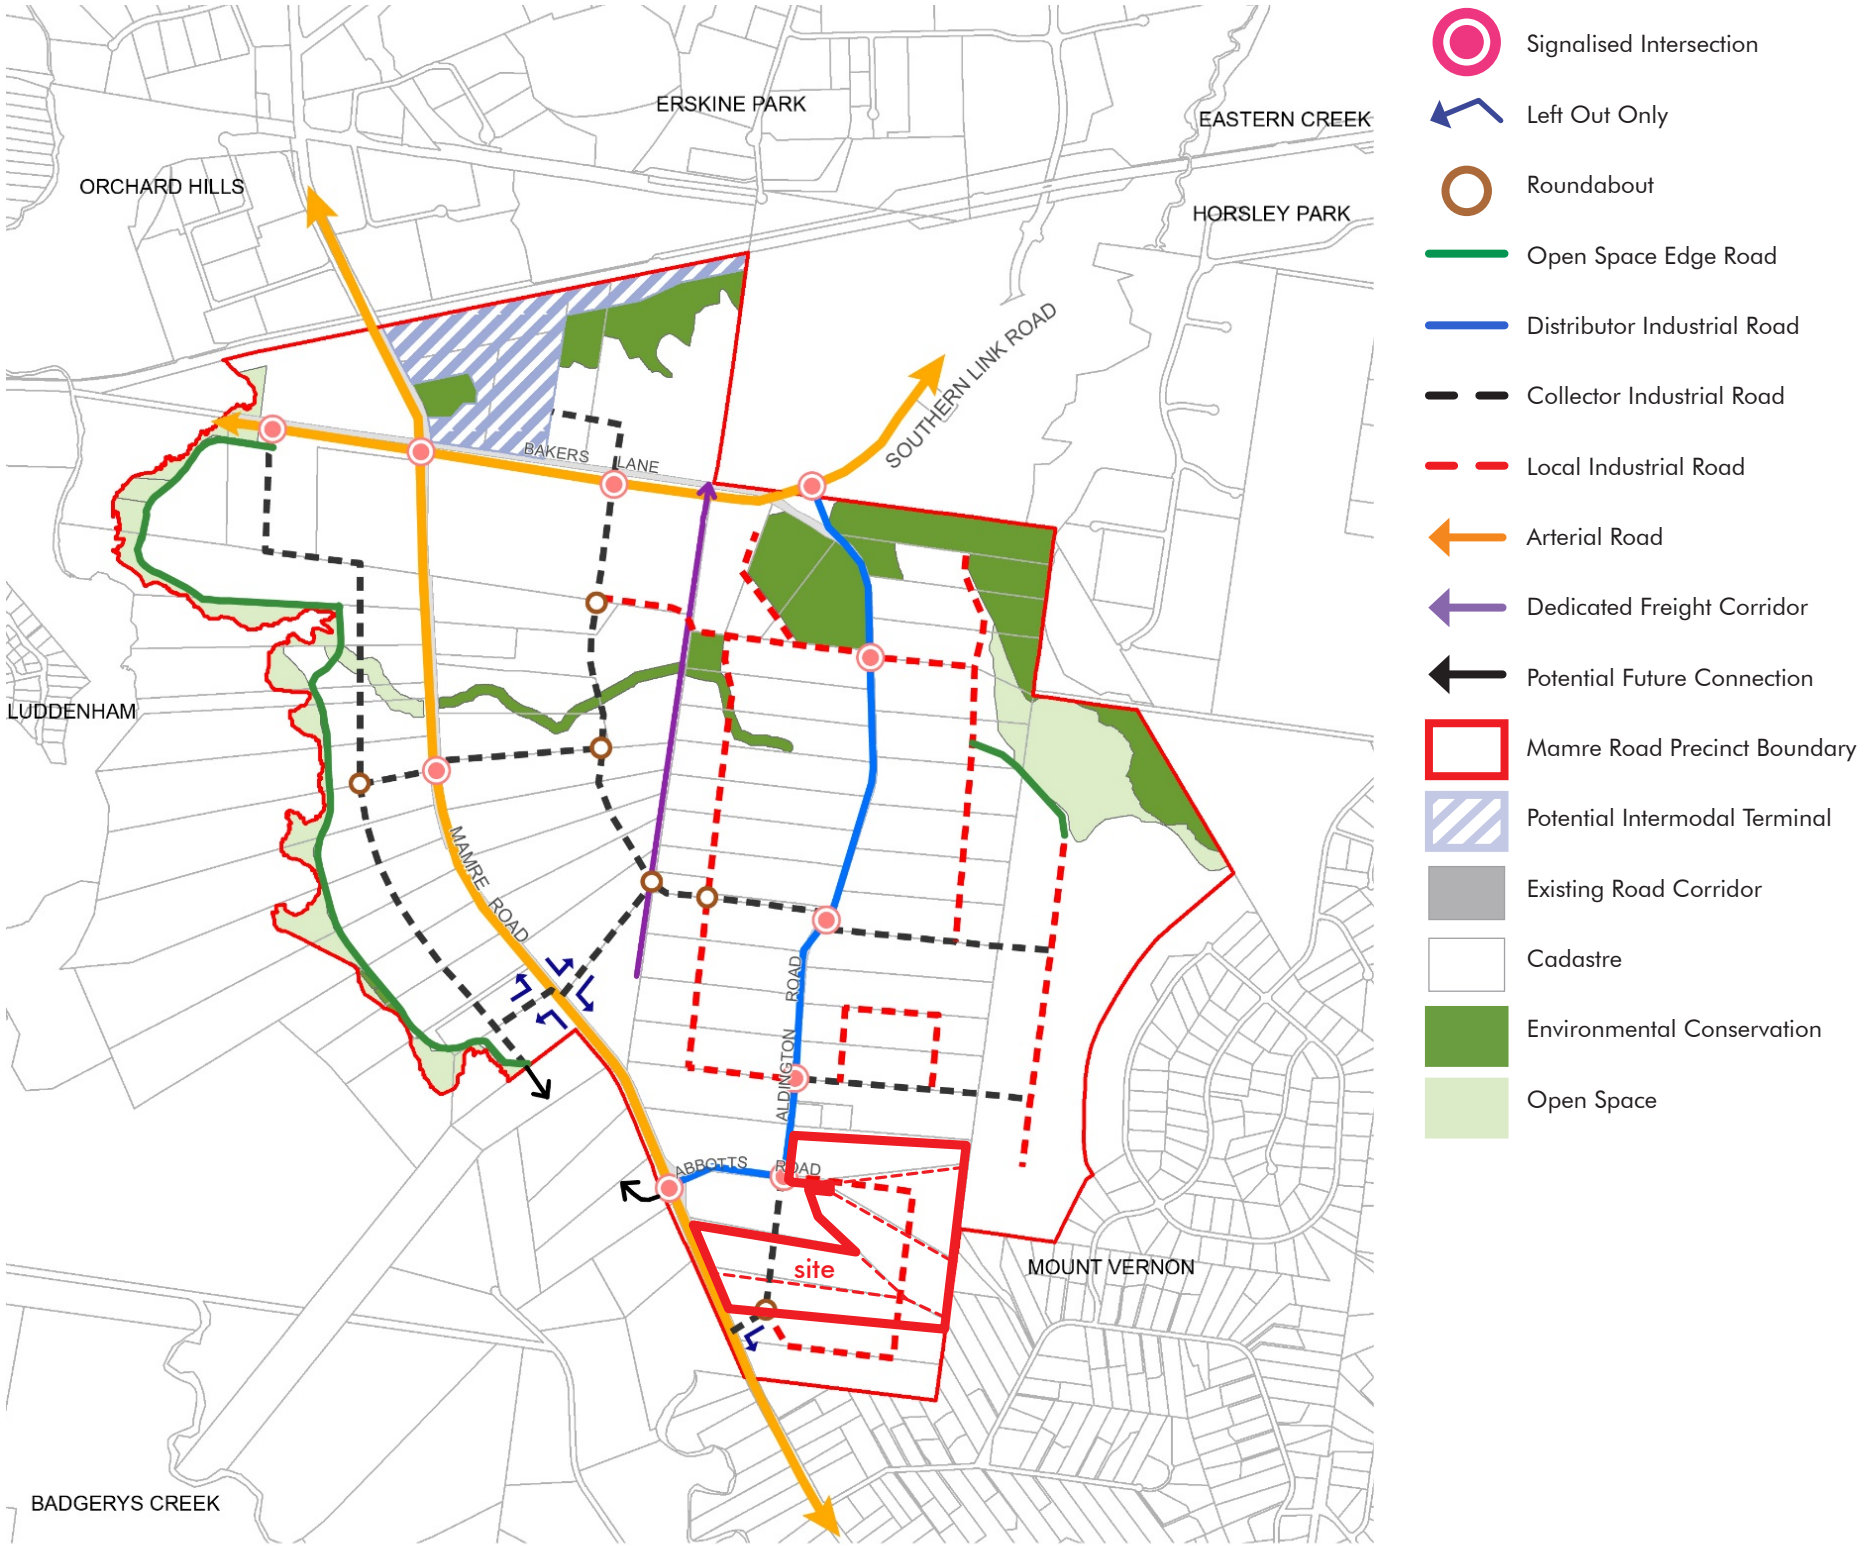 ERSKINE PARK
EASTERN CREEK
ORCHARD HILLS
HORSLEY PARK
SOUTHERN LINK ROAD
BAKERS LANE
LUDDENHAM
MAMRE ROAD
ALDINGTON ROAD
ABBOTTS ROAD
site
MOUNT VERNON
BADGERYS CREEK
Signalised Intersection
Left Out Only
Roundabout
Open Space Edge Road
Distributor Industrial Road
Collector Industrial Road
Local Industrial Road
Arterial Road
Dedicated Freight Corridor
Potential Future Connection
Mamre Road Precinct Boundary
Potential Intermodal Terminal
Existing Road Corridor
Cadastre
Environmental Conservation
Open Space